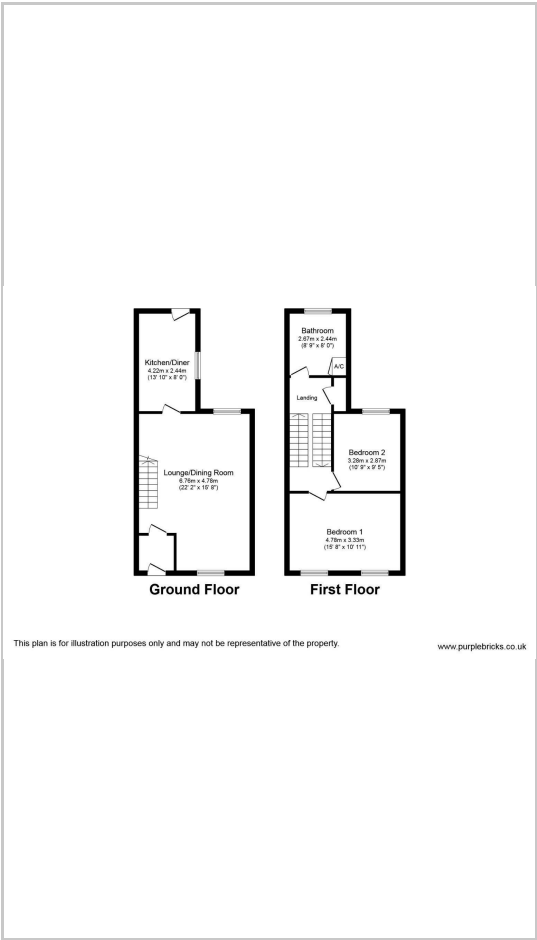 Kitchen/Diner
4.22m x 2.44m
(13' 10" x 8' 0")
Lounge/Dining Room
6.76m x 4.78m
(22' 2" x 15' 8")
Ground Floor
Bathroom
2.67m x 2.44m
(8' 9" x 8' 0")
A/C
Landing
Bedroom 2
3.28m x 2.87m
(10' 9" x 9' 5")
Bedroom 1
4.78m x 3.33m
(15' 8" x 10' 11")
First Floor
This plan is for illustration purposes only and may not be representative of the property.
www.purplebricks.co.uk